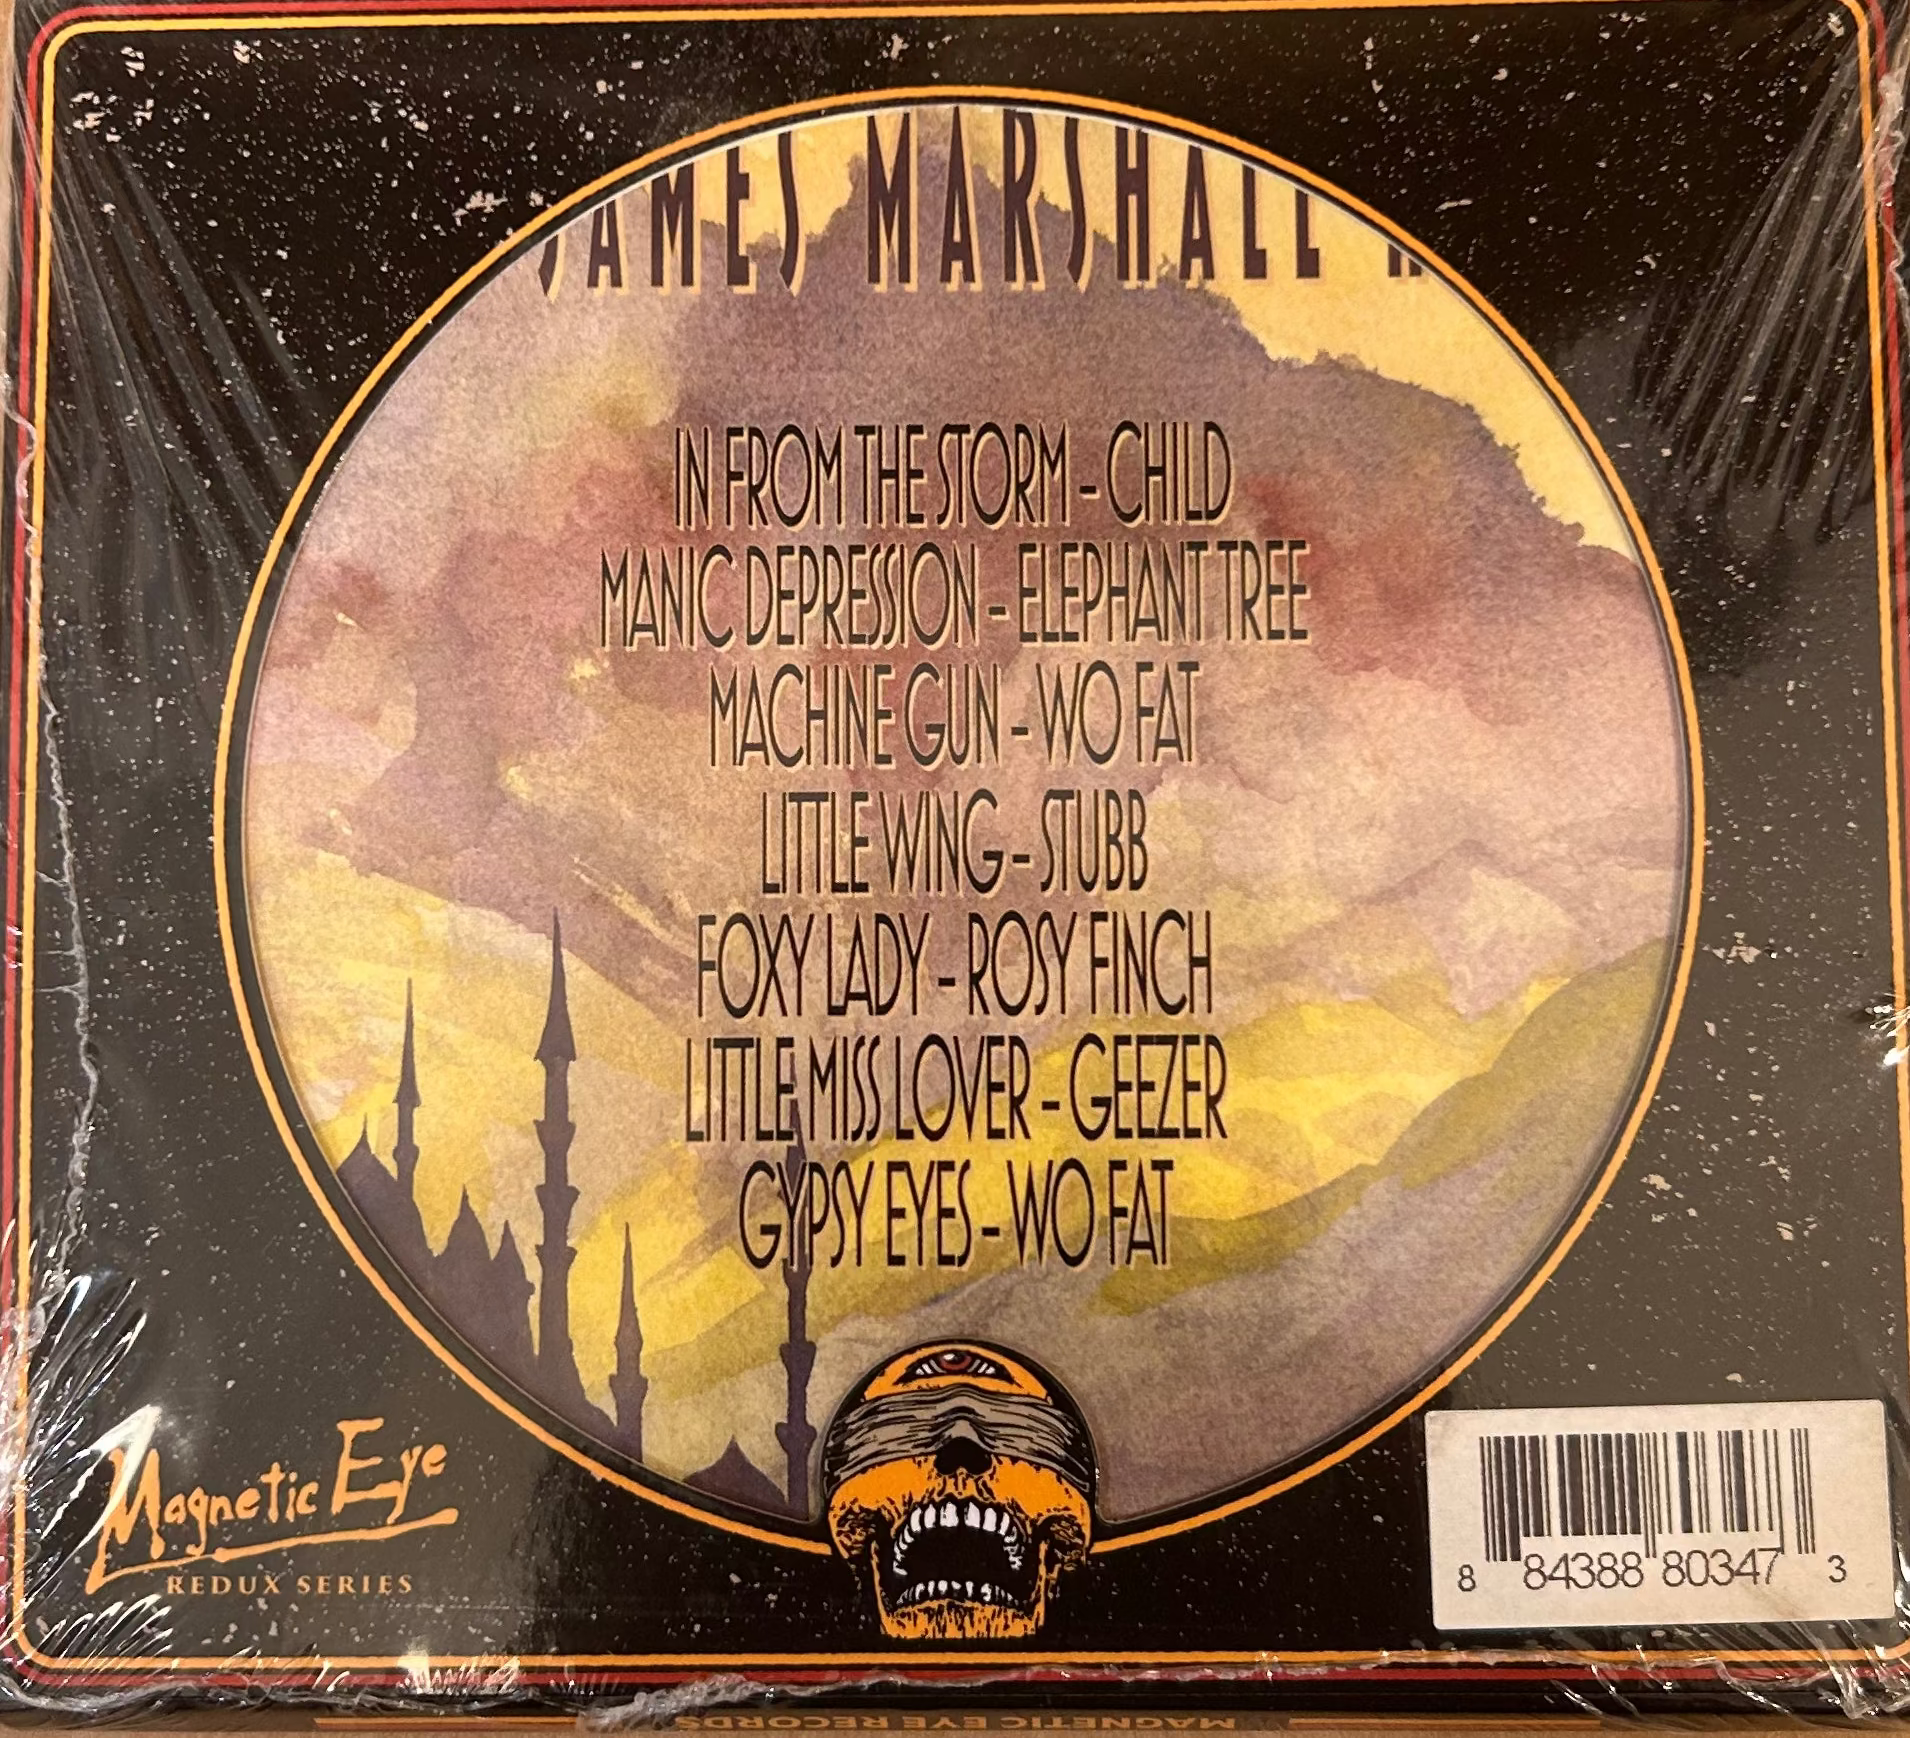 JAMES MARSHALL H
IN FROM THE STORM - CHILD
MANIC DEPRESSION - ELEPHANT TREE
MACHINE GUN - WO FAT
LITTLE WING - STUBB
FOXY LADY - ROSY FINCH
LITTLE MISS LOVER - GEEZER
GYPSY EYES - WO FAT
Magnetic Eye
REDUX SERIES
8 84388 80347 3
MAGNETIC EYE RECORDS